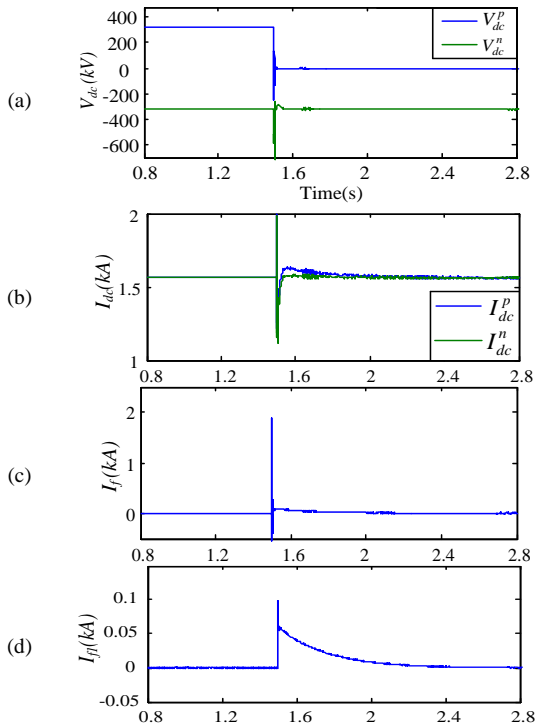 (a)
V_dc(kV)
400
200
0
-200
-400
-600
V_dc^p
V_dc^n
0.8 1.2 1.6 2 2.4 2.8
Time(s)
(b)
I_dc(kA)
2
1.5
1
I_dc^p
I_dc^n
0.8 1.2 1.6 2 2.4 2.8
(c)
I_f(kA)
2
1
0
0.8 1.2 1.6 2 2.4 2.8
(d)
I_fl(kA)
0.1
0.05
0
-0.05
0.8 1.2 1.6 2 2.4 2.8